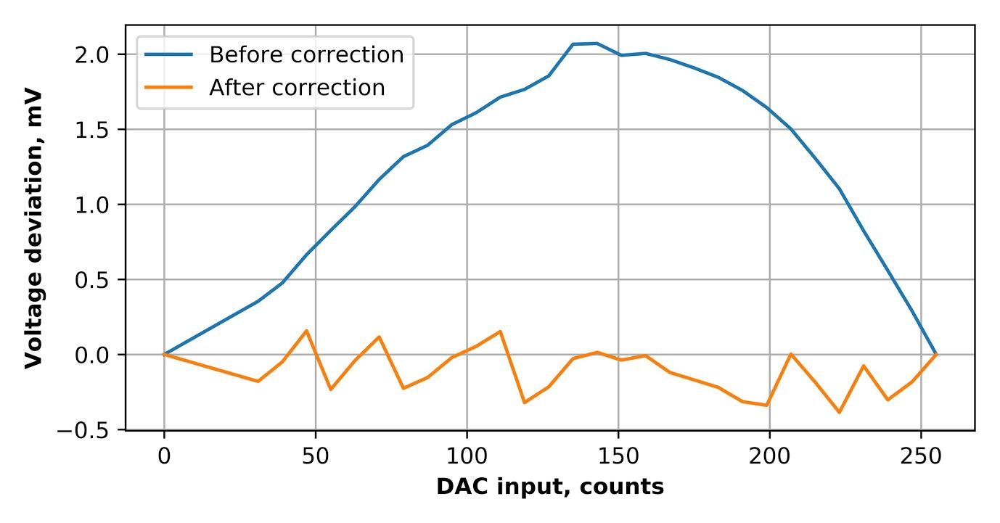 Before correction
After correction
2.0
1.5
1.0
0.5
0.0
−0.5
Voltage deviation, mV
0 50 100 150 200 250
DAC input, counts